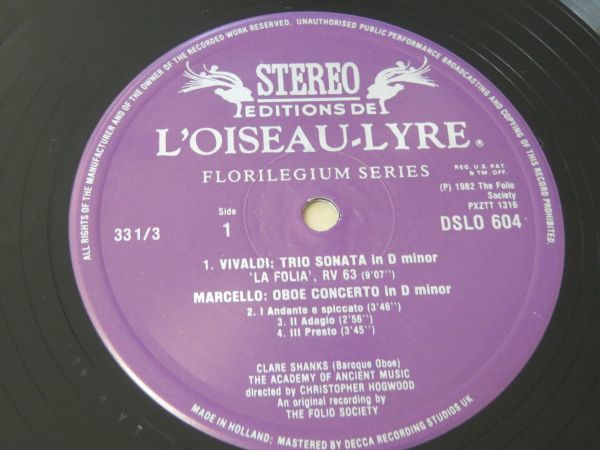 ALL RIGHTS OF THE MANUFACTURER AND OF THE OWNER OF THE RECORDED WORK RESERVED. UNAUTHORISED PUBLIC PERFORMANCE BROADCASTING AND COPYING OF THIS RECORD PROHIBITED.
STEREO
EDITIONS DE
L'OISEAU-LYRE®
FLORILEGIUM SERIES
REG. U.S. PAT.
& TM. OFF.
(P) 1982 The Folio
Society
PXZTT 1316
DSLO 604
33 1/3
Side
1
1. VIVALDI: TRIO SONATA in D minor
'LA FOLIA', RV 63 (9'07'')
MARCELLO: OBOE CONCERTO in D minor
2. I Andante e spiccato (3'46'')
3. II Adagio (2'56'')
4. III Presto (3'45'')
CLARE SHANKS (Baroque Oboe)
THE ACADEMY OF ANCIENT MUSIC
directed by CHRISTOPHER HOGWOOD
An original recording by
THE FOLIO SOCIETY
MADE IN HOLLAND; MASTERED BY DECCA RECORDING STUDIOS UK